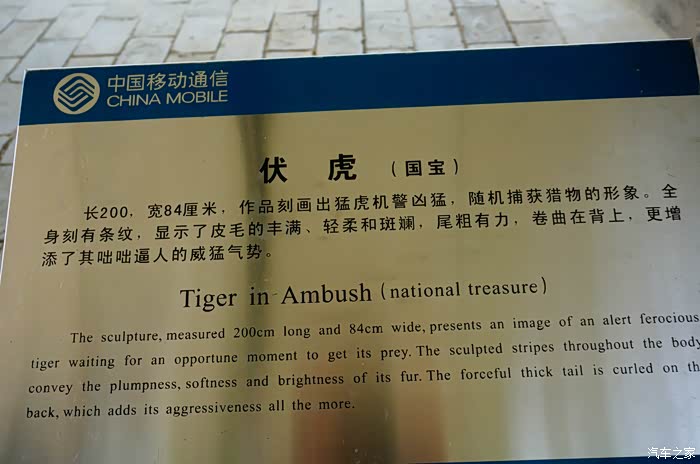 中国移动通信
CHINA MOBILE
伏 虎 (国宝)
长200，宽84厘米，作品刻画出猛虎机警凶猛，随机捕获猎物的形象。全
身刻有条纹，显示了皮毛的丰满、轻柔和斑斓，尾粗有力，卷曲在背上，更增
添了其咄咄逼人的威猛气势。
Tiger in Ambush (national treasure)
The sculpture, measured 200cm long and 84cm wide, presents an image of an alert ferocious
tiger waiting for an opportune moment to get its prey. The sculpted stripes throughout the body
convey the plumpness, softness and brightness of its fur. The forceful thick tail is curled on th
back, which adds its aggressiveness all the more.
汽车之家